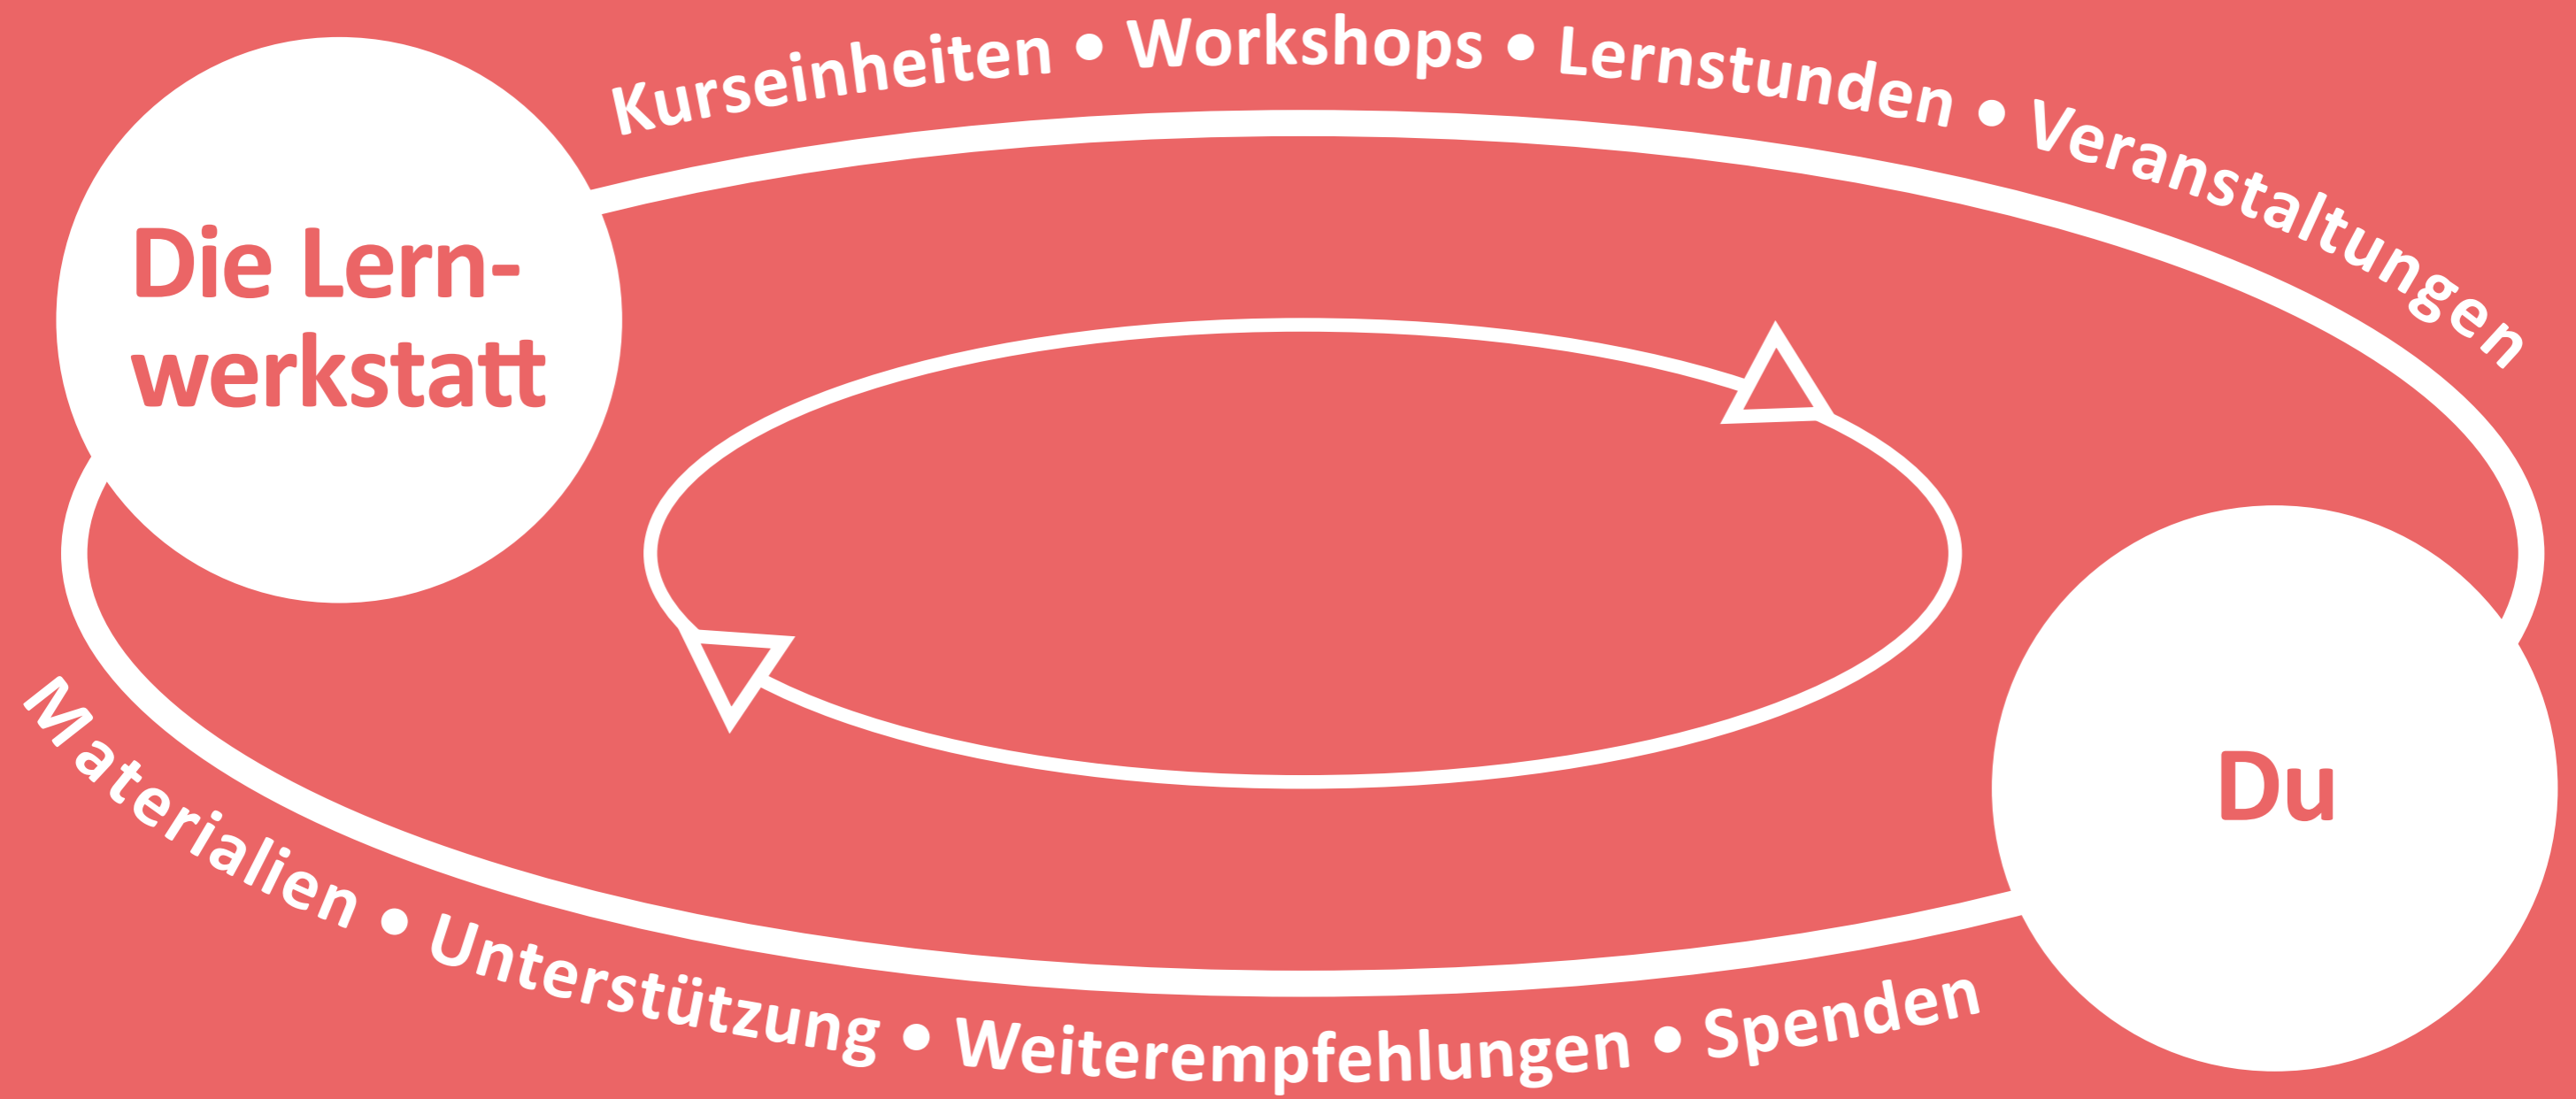 Kurseinheiten • Workshops • Lernstunden • Veranstaltungen
Die Lern-
werkstatt
Du
Materialien • Unterstützung • Weiterempfehlungen • Spenden